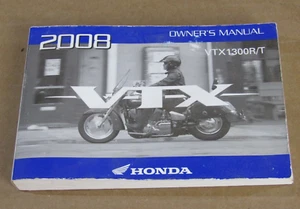 2008
OWNER'S MANUAL
VTX1300R/T
VTX
HONDA